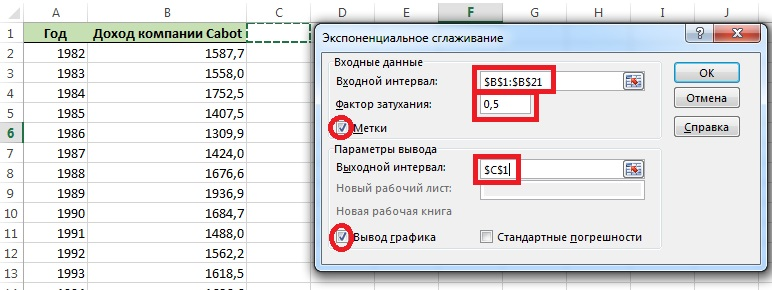 A B C D E F G H I J K
1 Год Доход компании Cabot
2 1982 1587,7
3 1983 1558,0
4 1984 1752,5
5 1985 1407,5
6 1986 1309,9
7 1987 1424,0
8 1988 1676,6
9 1989 1936,9
10 1990 1684,7
11 1991 1488,0
12 1992 1562,2
13 1993 1618,5
Экспоненциальное сглаживание
Входные данные
Входной интервал: $B$1:$B$21
Фактор затухания: 0,5
Метки
Параметры вывода
Выходной интервал: $C$1
Новый рабочий лист:
Новая рабочая книга
Вывод графика Стандартные погрешности
ОК
Отмена
Справка